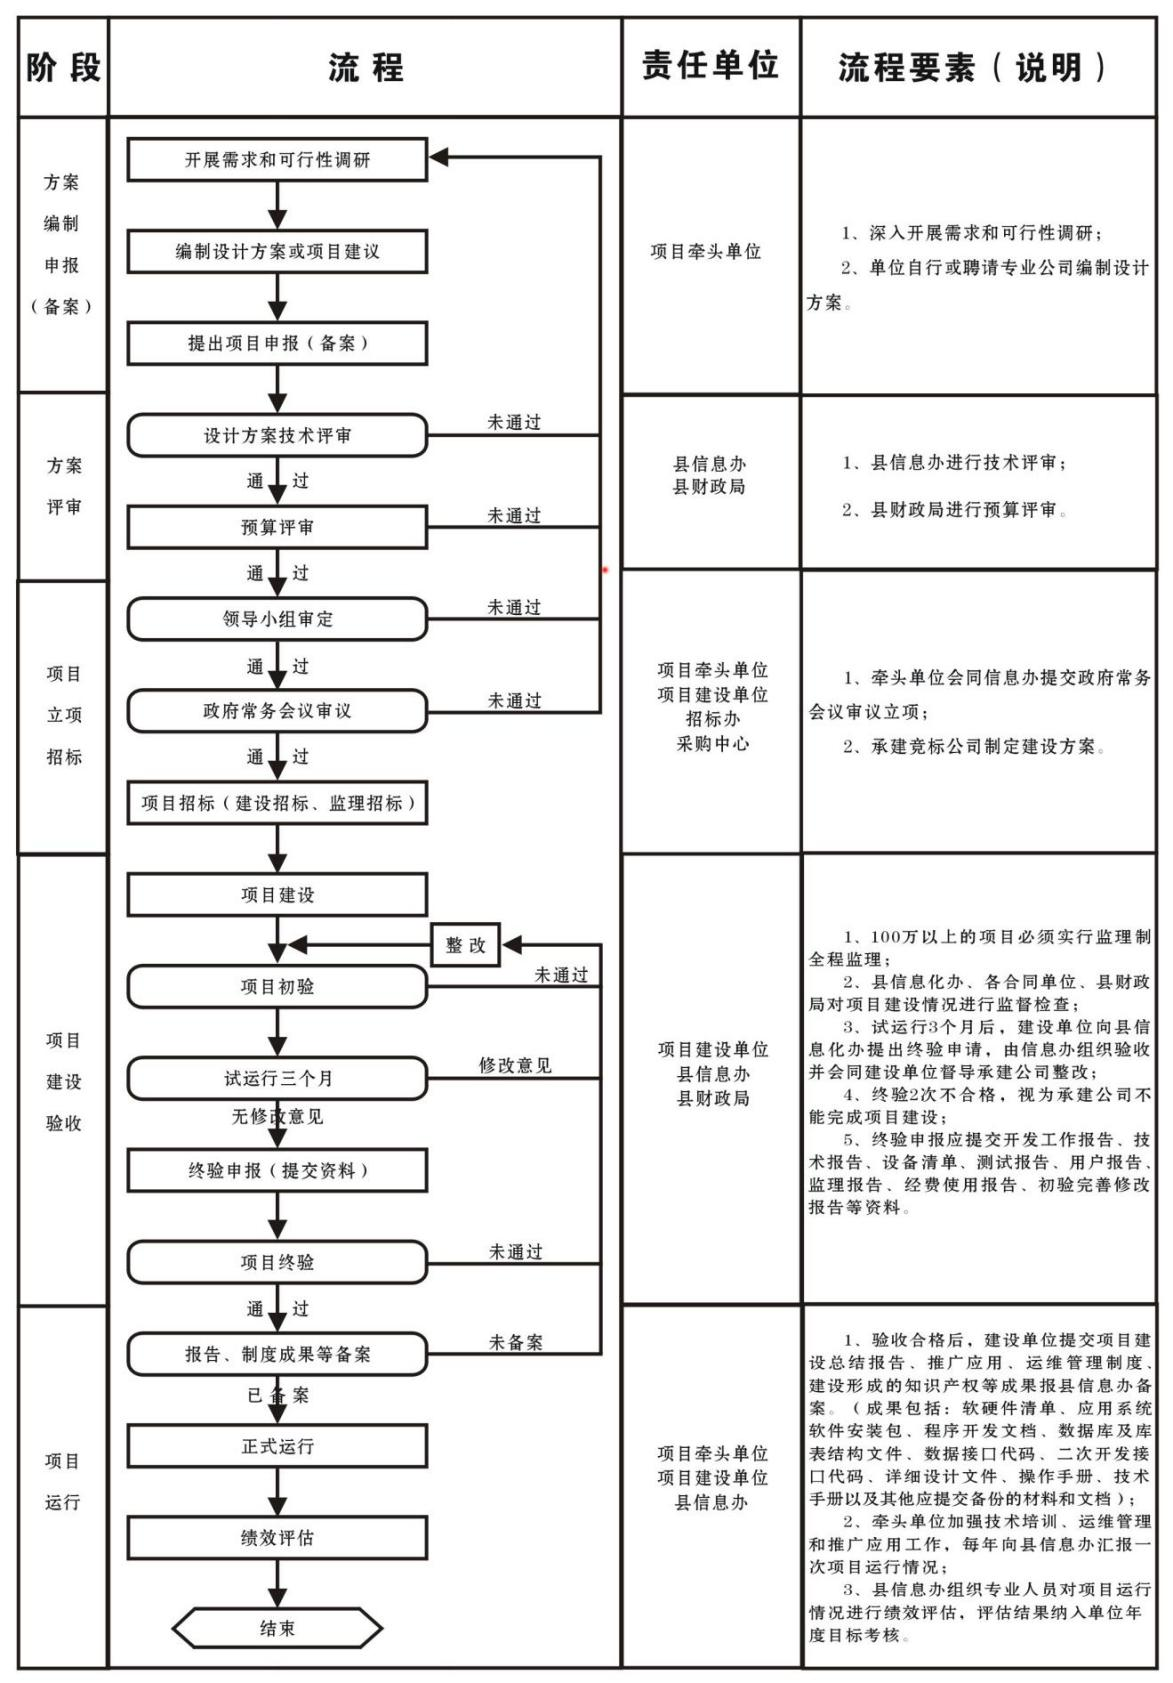 阶段
流程
责任单位
流程要素（说明）
方案
编制
申报
（备案）
开展需求和可行性调研
编制设计方案或项目建议
提出项目申报（备案）
项目牵头单位
1、深入开展需求和可行性调研；
2、单位自行或聘请专业公司编制设计
方案。
方案
评审
设计方案技术评审
未通过
通过
预算评审
未通过
通过
县信息办
县财政局
1、县信息办进行技术评审；
2、县财政局进行预算评审。
项目
立项
招标
领导小组审定
未通过
通过
政府常务会议审议
未通过
通过
项目招标（建设招标、监理招标）
项目牵头单位
项目建设单位
招标办
采购中心
1、牵头单位会同信息办提交政府常务
会议审议立项；
2、承建竞标公司制定建设方案。
项目
建设
验收
项目建设
整改
项目初验
未通过
试运行三个月
修改意见
无修改意见
终验申报（提交资料）
项目终验
未通过
通过
项目建设单位
县信息办
县财政局
1、100万以上的项目必须实行监理制
全程监理；
2、县信息化办、各合同单位、县财政
局对项目建设情况进行监督检查；
3、试运行3个月后，建设单位向县信
息化办提出终验申请，由信息办组织验收
并会同建设单位督导承建公司整改；
4、终验2次不合格，视为承建公司不
能完成项目建设；
5、终验申报应提交开发工作报告、技
术报告、设备清单、测试报告、用户报告、
监理报告、经费使用报告、初验完善修改
报告等资料。
项目
运行
报告、制度成果等备案
未备案
已备案
正式运行
绩效评估
结束
项目牵头单位
项目建设单位
县信息办
1、验收合格后，建设单位提交项目建
设总结报告、推广应用、运维管理制度、
建设形成的知识产权等成果报县信息办备
案。（成果包括：软硬件清单、应用系统
软件安装包、程序开发文档、数据库及库
表结构文件、数据接口代码、二次开发接
口代码、详细设计文件、操作手册、技术
手册以及其他应提交备份的材料和文档）；
2、牵头单位加强技术培训、运维管理
和推广应用工作，每年向县信息办汇报一
次项目运行情况；
3、县信息办组织专业人员对项目运行
情况进行绩效评估，评估结果纳入单位年
度目标考核。